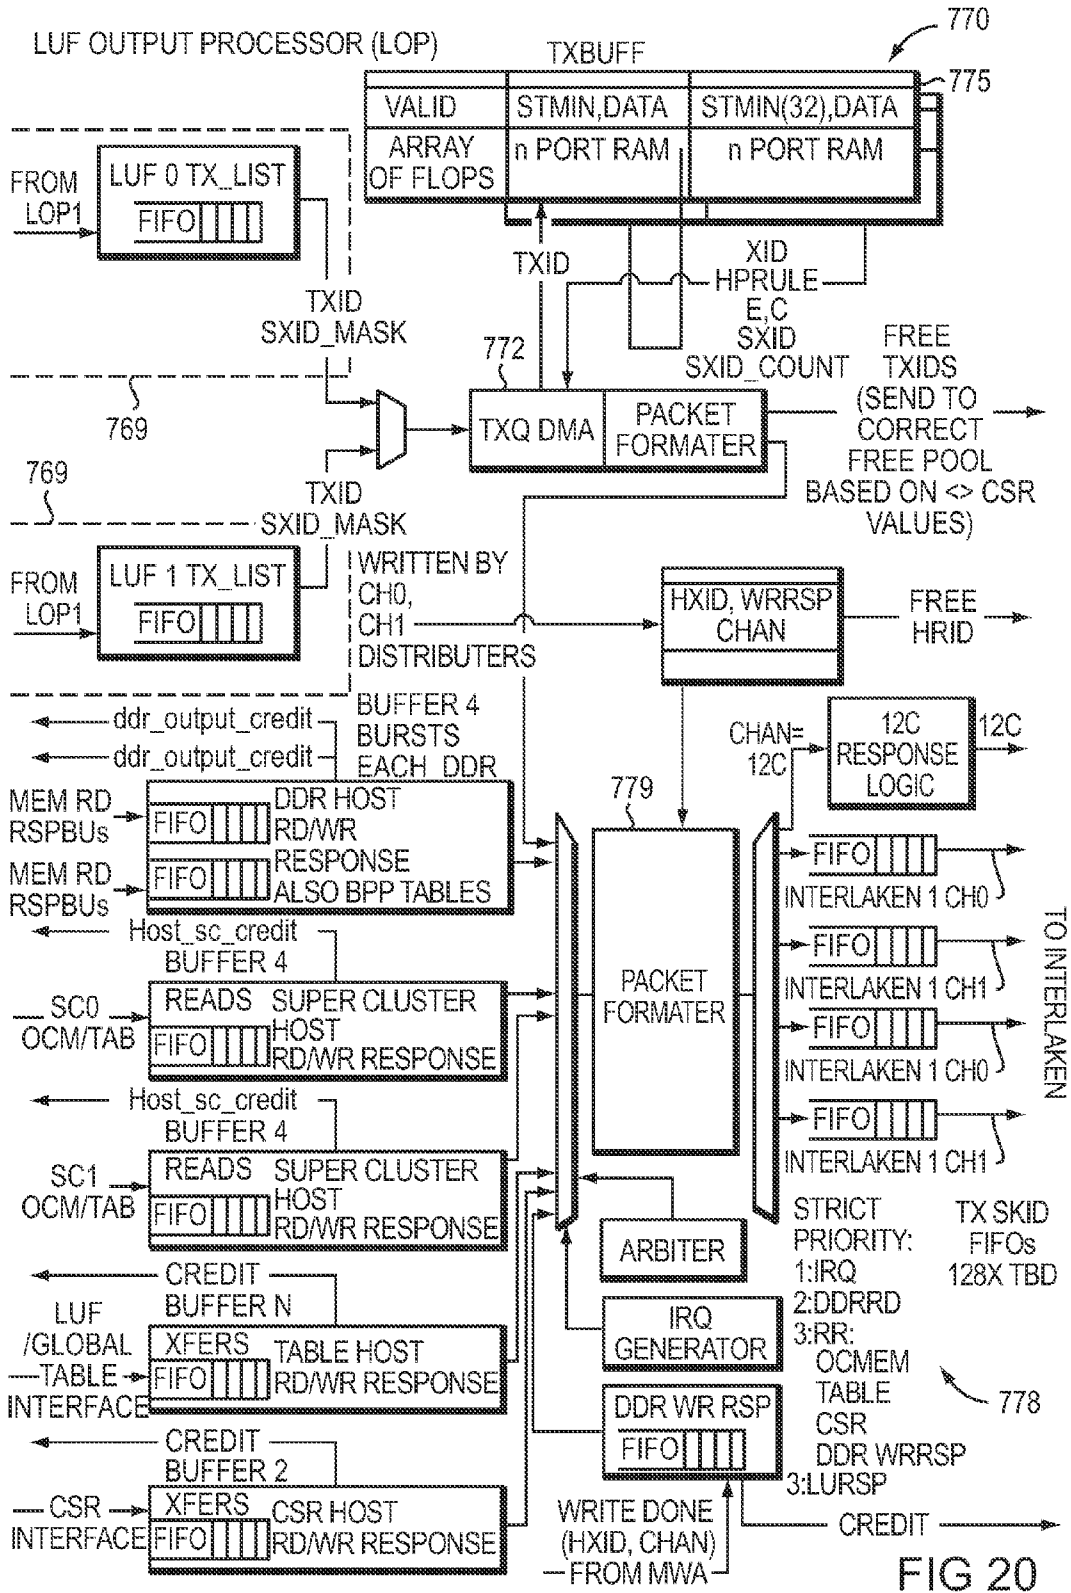 LUF OUTPUT PROCESSOR (LOP)
770
TXBUFF
775
VALID
STMIN,DATA
STMIN(32),DATA
ARRAY
OF FLOPS
n PORT RAM
n PORT RAM
FROM
LOP1
LUF 0 TX_LIST
FIFO
TXID
SXID_MASK
TXID
XID
HPRULE
E,C
SXID
SXID_COUNT
769
772
TXQ DMA
PACKET
FORMATER
FREE
TXIDS
(SEND TO
CORRECT
FREE POOL
BASED ON <> CSR
VALUES)
769
TXID
SXID_MASK
FROM
LOP1
LUF 1 TX_LIST
FIFO
WRITTEN BY
CH0,
CH1
DISTRIBUTERS
HXID, WRRSP
CHAN
FREE
HRID
ddr_output_credit
ddr_output_credit
BUFFER 4
BURSTS
EACH DDR
MEM RD
RSPBUs
MEM RD
RSPBUs
FIFO
FIFO
DDR HOST
RD/WR
RESPONSE
ALSO BPP TABLES
779
CHAN=
12C
12C
RESPONSE
LOGIC
12C
FIFO
INTERLAKEN 1 CH0
FIFO
INTERLAKEN 1 CH1
FIFO
INTERLAKEN 1 CH0
FIFO
INTERLAKEN 1 CH1
TO INTERLAKEN
PACKET
FORMATER
Host_sc_credit
BUFFER 4
SC0
OCM/TAB
READS
FIFO
SUPER CLUSTER
HOST
RD/WR RESPONSE
Host_sc_credit
BUFFER 4
SC1
OCM/TAB
READS
FIFO
SUPER CLUSTER
HOST
RD/WR RESPONSE
ARBITER
STRICT
PRIORITY:
1:IRQ
2:DDRRD
3:RR:
OCMEM
TABLE
CSR
DDR WRRSP
3:LURSP
TX SKID
FIFOs
128X TBD
778
CREDIT
BUFFER N
LUF
/GLOBAL
TABLE
INTERFACE
XFERS
FIFO
TABLE HOST
RD/WR RESPONSE
IRQ
GENERATOR
DDR WR RSP
FIFO
CREDIT
BUFFER 2
CSR
INTERFACE
XFERS
FIFO
CSR HOST
RD/WR RESPONSE
WRITE DONE
(HXID, CHAN)
FROM MWA
CREDIT
FIG 20